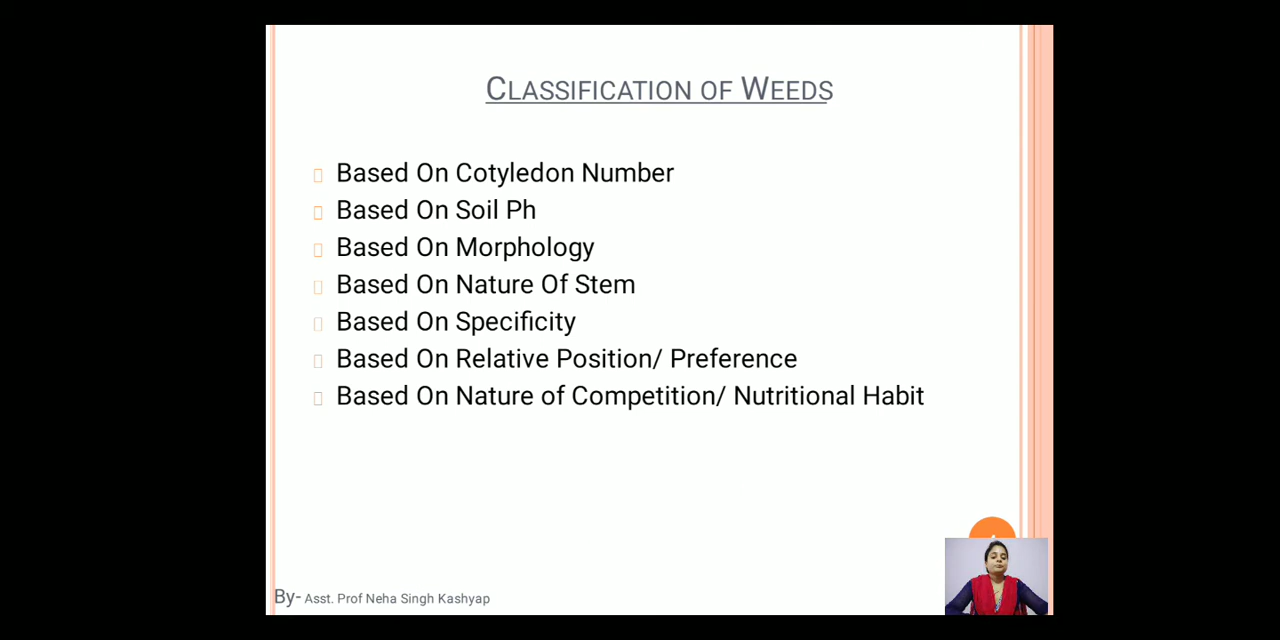 CLASSIFICATION OF WEEDS
Based On Cotyledon Number
Based On Soil Ph
Based On Morphology
Based On Nature Of Stem
Based On Specificity
Based On Relative Position/ Preference
Based On Nature of Competition/ Nutritional Habit
By- Asst. Prof Neha Singh Kashyap